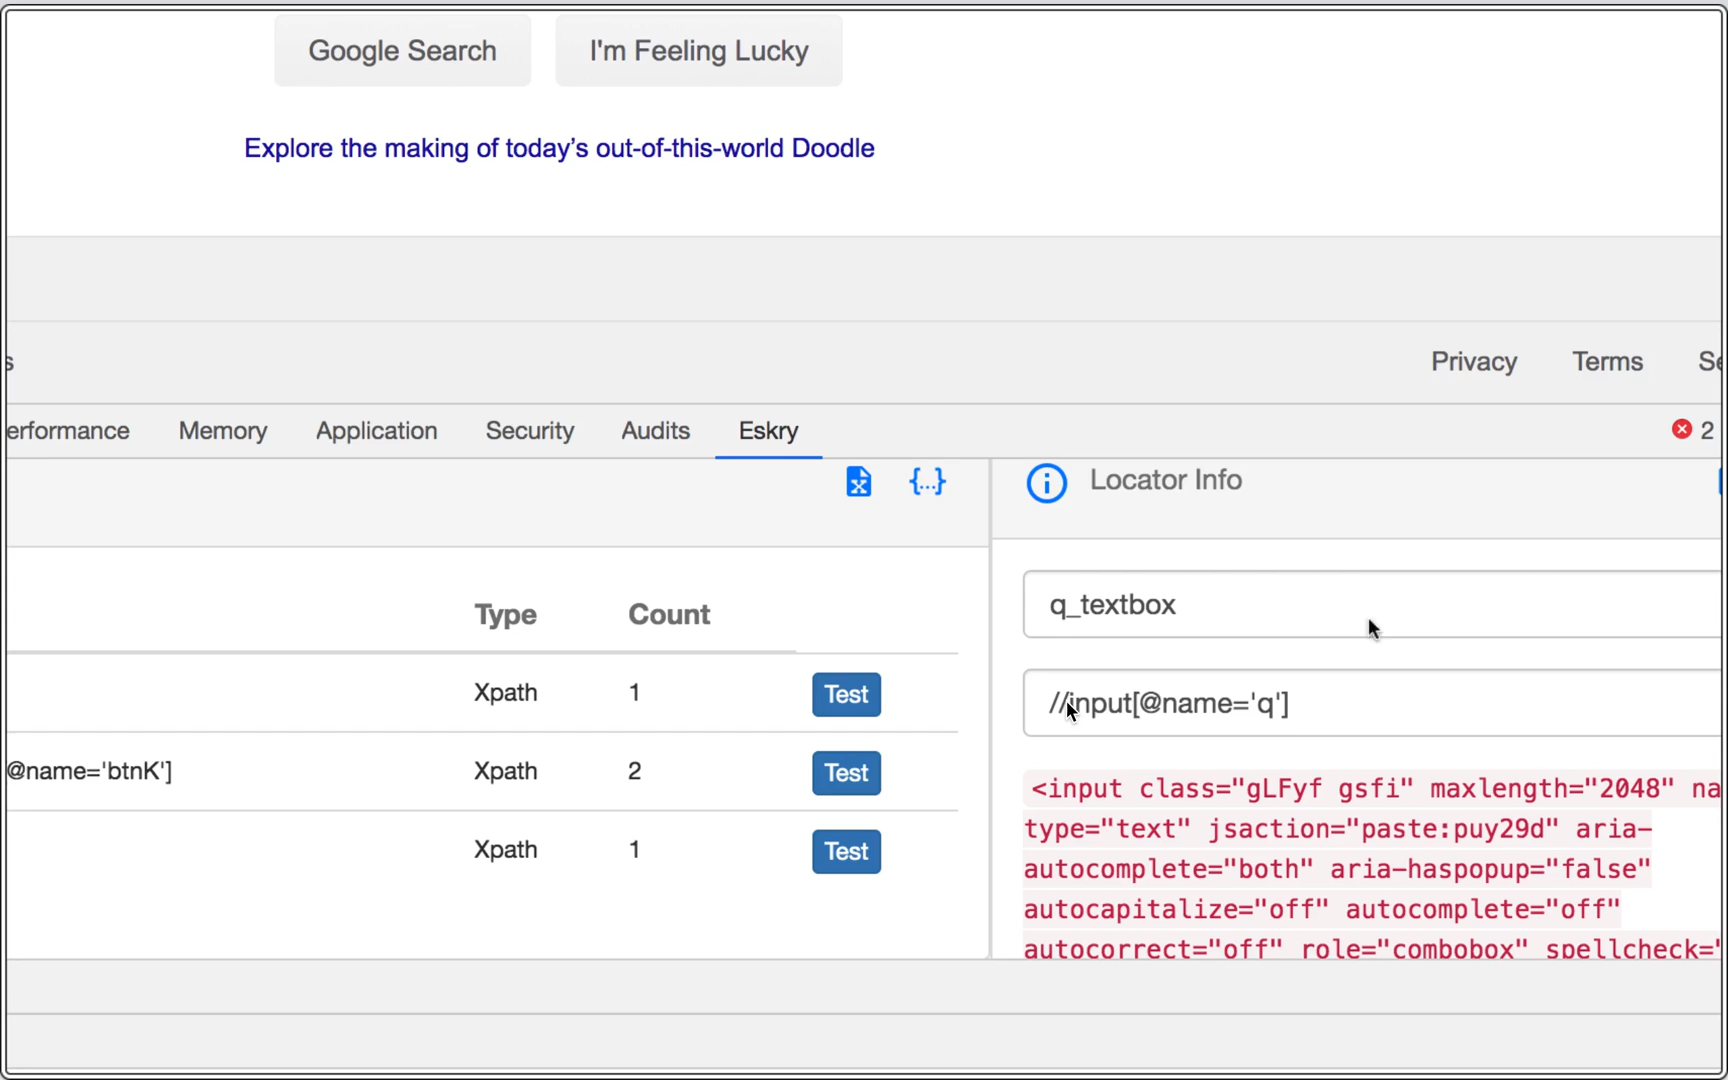 Google Search
I'm Feeling Lucky
Explore the making of today's out-of-this-world Doodle
s
Privacy Terms Se
erformance Memory Application Security Audits Eskry 2
{...}
Locator Info
Type Count
Xpath 1 Test
@name='btnK'] Xpath 2 Test
Xpath 1 Test
q_textbox
//input[@name='q']
<input class="gLFyf gsfi" maxlength="2048" na
type="text" jsaction="paste:puy29d" aria-
autocomplete="both" aria-haspopup="false"
autocapitalize="off" autocomplete="off"
autocorrect="off" role="combobox" spellcheck="